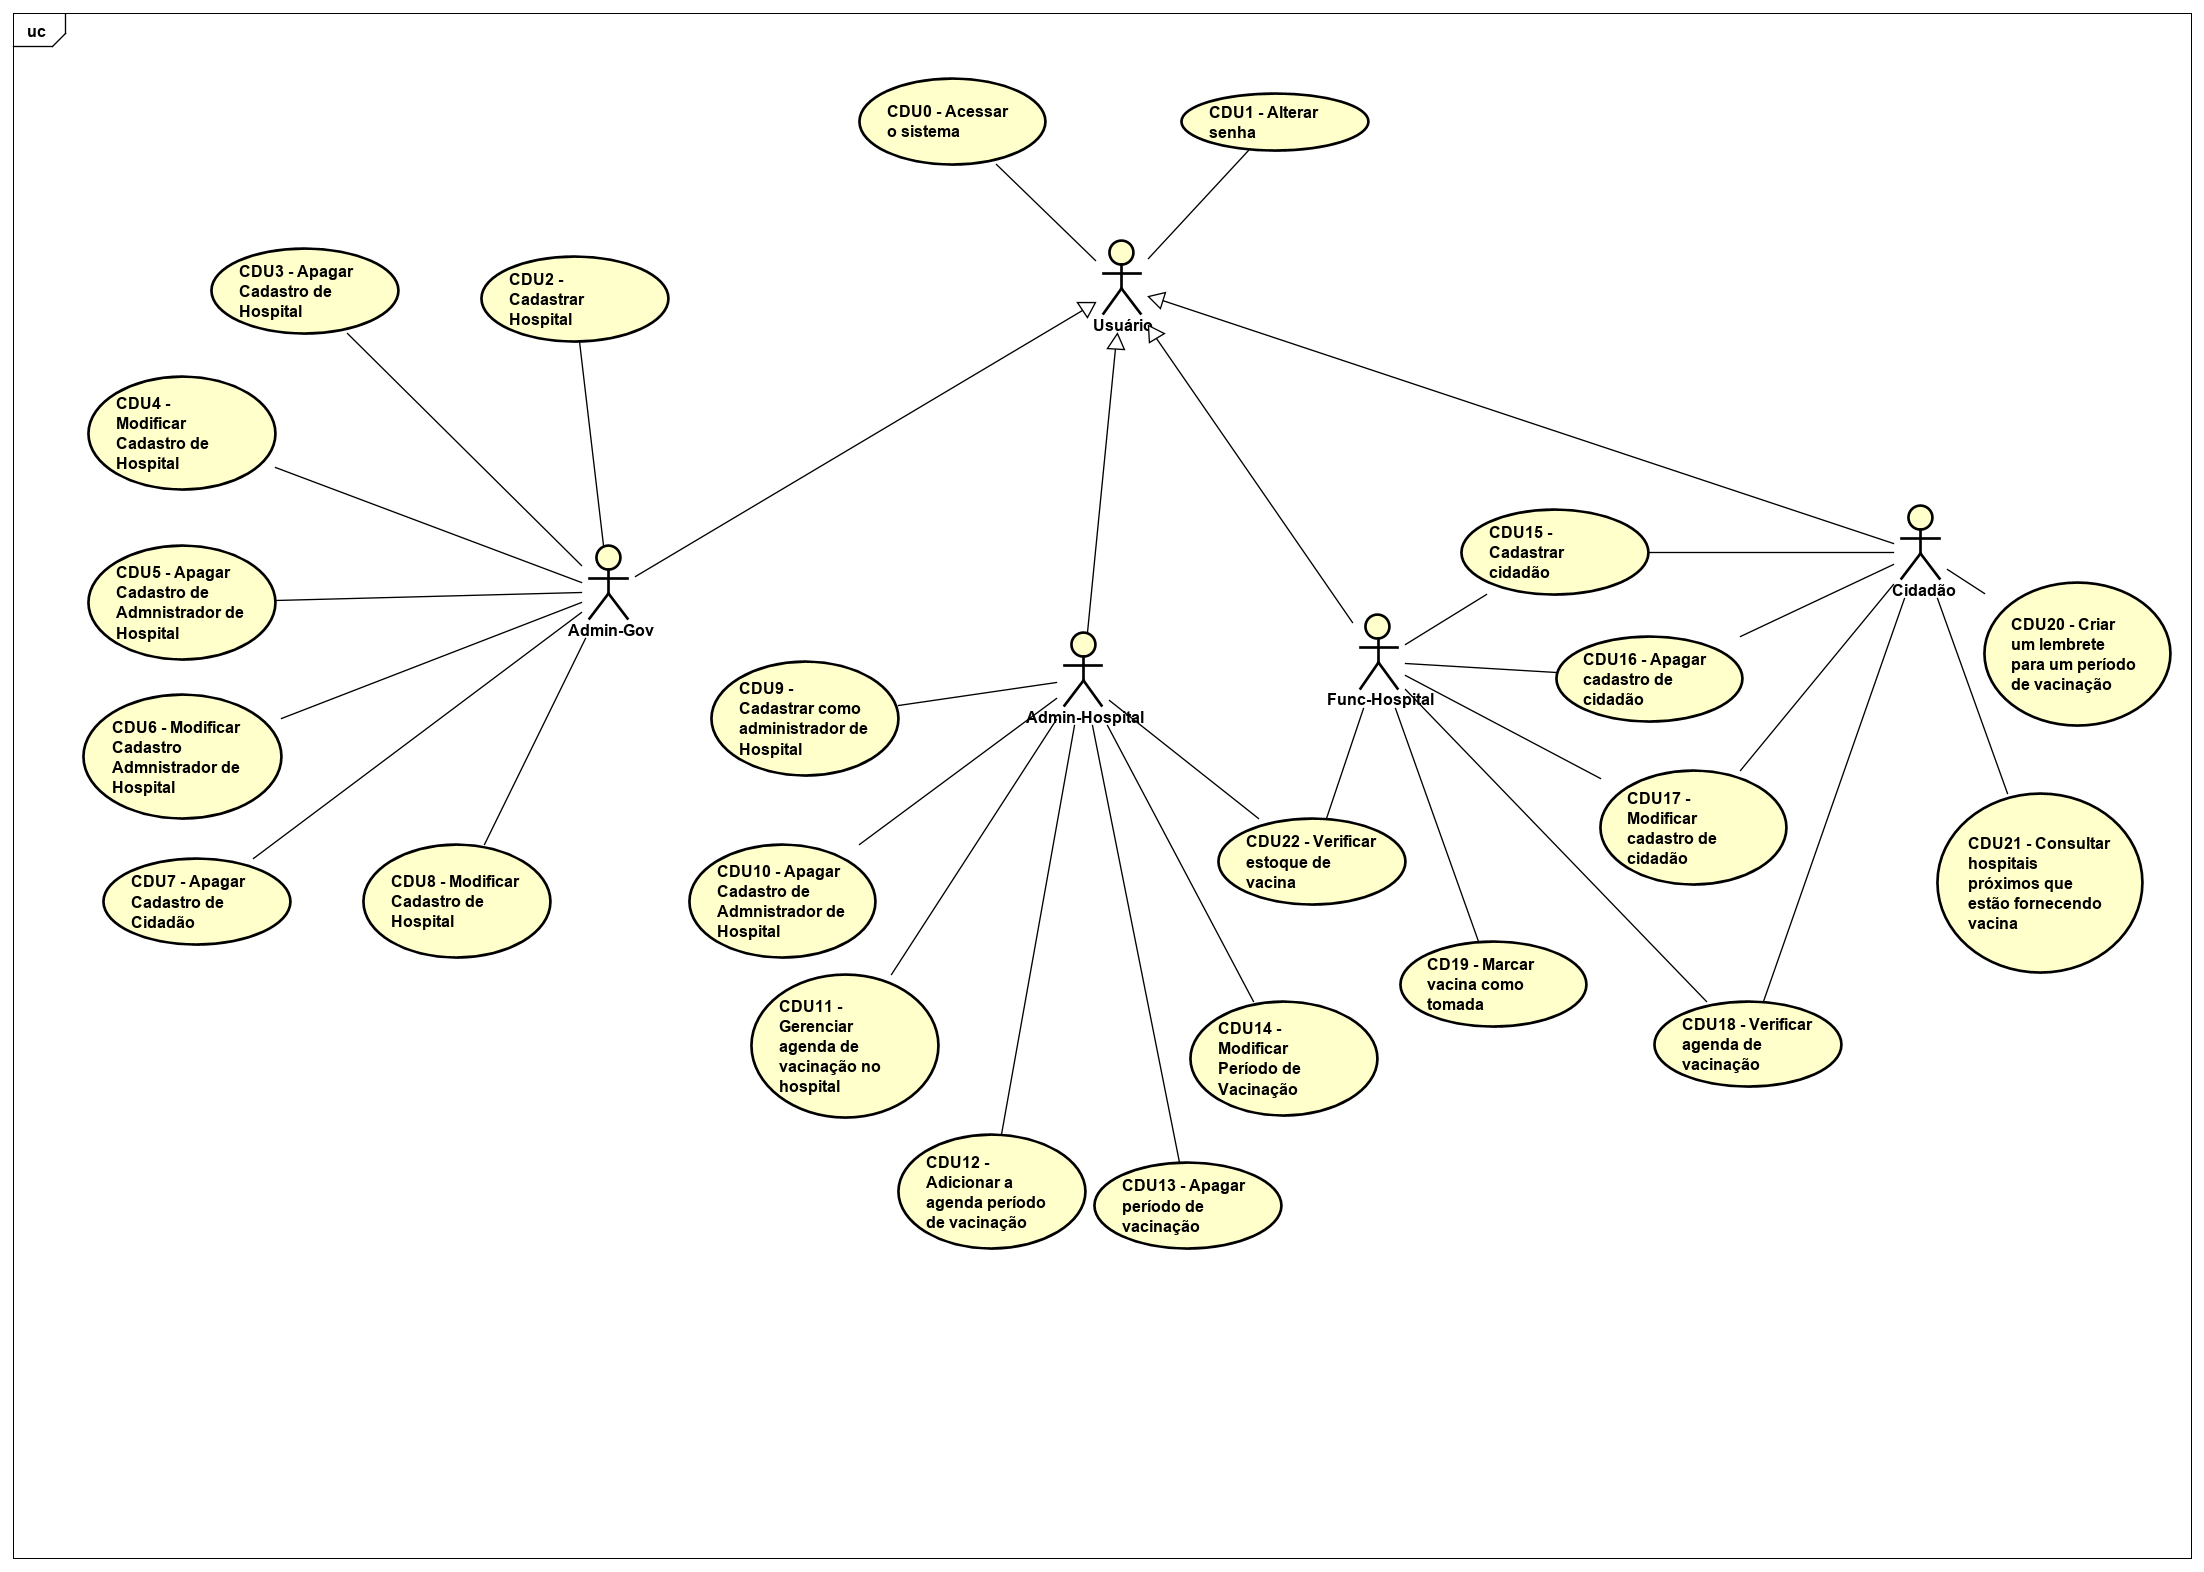 uc
CDU0 - Acessar
o sistema
CDU1 - Alterar
senha
Usuário
CDU3 - Apagar
Cadastro de
Hospital
CDU2 -
Cadastrar
Hospital
CDU4 -
Modificar
Cadastro de
Hospital
CDU5 - Apagar
Cadastro de
Admnistrador de
Hospital
Admin-Gov
CDU6 - Modificar
Cadastro
Admnistrador de
Hospital
CDU7 - Apagar
Cadastro de
Cidadão
CDU8 - Modificar
Cadastro de
Hospital
CDU9 -
Cadastrar como
administrador de
Hospital
Admin-Hospital
CDU10 - Apagar
Cadastro de
Admnistrador de
Hospital
CDU11 -
Gerenciar
agenda de
vacinação no
hospital
CDU12 -
Adicionar a
agenda período
de vacinação
CDU13 - Apagar
período de
vacinação
CDU14 -
Modificar
Período de
Vacinação
CDU22 - Verificar
estoque de
vacina
Func-Hospital
CDU15 -
Cadastrar
cidadão
CDU16 - Apagar
cadastro de
cidadão
CDU17 -
Modificar
cadastro de
cidadão
CD19 - Marcar
vacina como
tomada
CDU18 - Verificar
agenda de
vacinação
Cidadão
CDU20 - Criar
um lembrete
para um período
de vacinação
CDU21 - Consultar
hospitais
próximos que
estão fornecendo
vacina